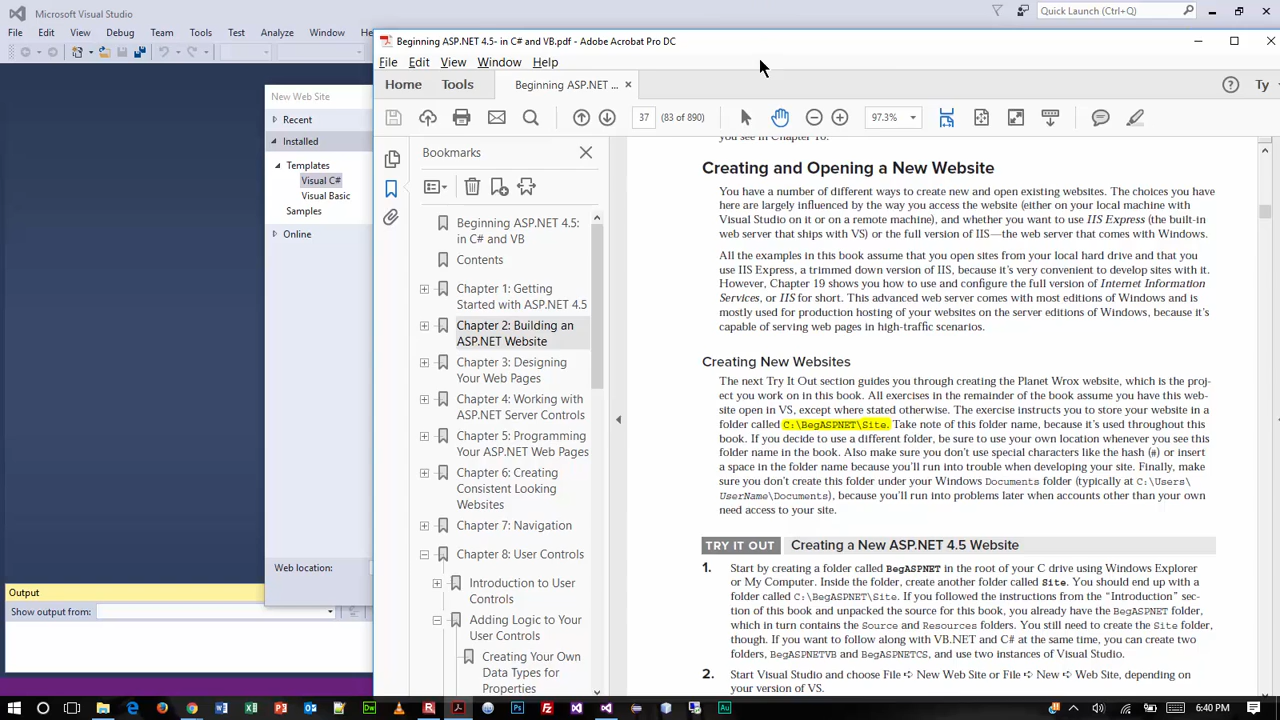 Microsoft Visual Studio
Quick Launch (Ctrl+Q)
File Edit View Debug Team Tools Test Analyze Window He
Beginning ASP.NET 4.5- in C# and VB.pdf - Adobe Acrobat Pro DC
File Edit View Window Help
Home Tools Beginning ASP.NET ... × Ty
37 (83 of 890) 97.3%
New Web Site
Recent
Installed
Templates
Visual C#
Visual Basic
Samples
Online
Web location:
Output
Show output from:
Bookmarks
Beginning ASP.NET 4.5:
in C# and VB
Contents
Chapter 1: Getting
Started with ASP.NET 4.5
Chapter 2: Building an
ASP.NET Website
Chapter 3: Designing
Your Web Pages
Chapter 4: Working with
ASP.NET Server Controls
Chapter 5: Programming
Your ASP.NET Web Pages
Chapter 6: Creating
Consistent Looking
Websites
Chapter 7: Navigation
Chapter 8: User Controls
Introduction to User
Controls
Adding Logic to Your
User Controls
Creating Your Own
Data Types for
Properties
you see in Chapter 16.
Creating and Opening a New Website
You have a number of different ways to create new and open existing websites. The choices you have
here are largely influenced by the way you access the website (either on your local machine with
Visual Studio on it or on a remote machine), and whether you want to use IIS Express (the built-in
web server that ships with VS) or the full version of IIS—the web server that comes with Windows.
All the examples in this book assume that you open sites from your local hard drive and that you
use IIS Express, a trimmed down version of IIS, because it's very convenient to develop sites with it.
However, Chapter 19 shows you how to use and configure the full version of Internet Information
Services, or IIS for short. This advanced web server comes with most editions of Windows and is
mostly used for production hosting of your websites on the server editions of Windows, because it's
capable of serving web pages in high-traffic scenarios.
Creating New Websites
The next Try It Out section guides you through creating the Planet Wrox website, which is the proj-
ect you work on in this book. All exercises in the remainder of the book assume you have this web-
site open in VS, except where stated otherwise. The exercise instructs you to store your website in a
folder called C:\BegASPNET\Site. Take note of this folder name, because it's used throughout this
book. If you decide to use a different folder, be sure to use your own location whenever you see this
folder name in the book. Also make sure you don't use special characters like the hash (#) or insert
a space in the folder name because you'll run into trouble when developing your site. Finally, make
sure you don't create this folder under your Windows Documents folder (typically at C:\Users\
UserName\Documents), because you'll run into problems later when accounts other than your own
need access to your site.
TRY IT OUT Creating a New ASP.NET 4.5 Website
1. Start by creating a folder called BegASPNET in the root of your C drive using Windows Explorer
or My Computer. Inside the folder, create another folder called Site. You should end up with a
folder called C:\BegASPNET\Site. If you followed the instructions from the “Introduction” sec-
tion of this book and unpacked the source for this book, you already have the BegASPNET folder,
which in turn contains the Source and Resources folders. You still need to create the Site folder,
though. If you want to follow along with VB.NET and C# at the same time, you can create two
folders, BegASPNETVB and BegASPNETCS, and use two instances of Visual Studio.
2. Start Visual Studio and choose File ➪ New Web Site or File ➪ New ➪ Web Site, depending on
your version of VS.
6:40 PM